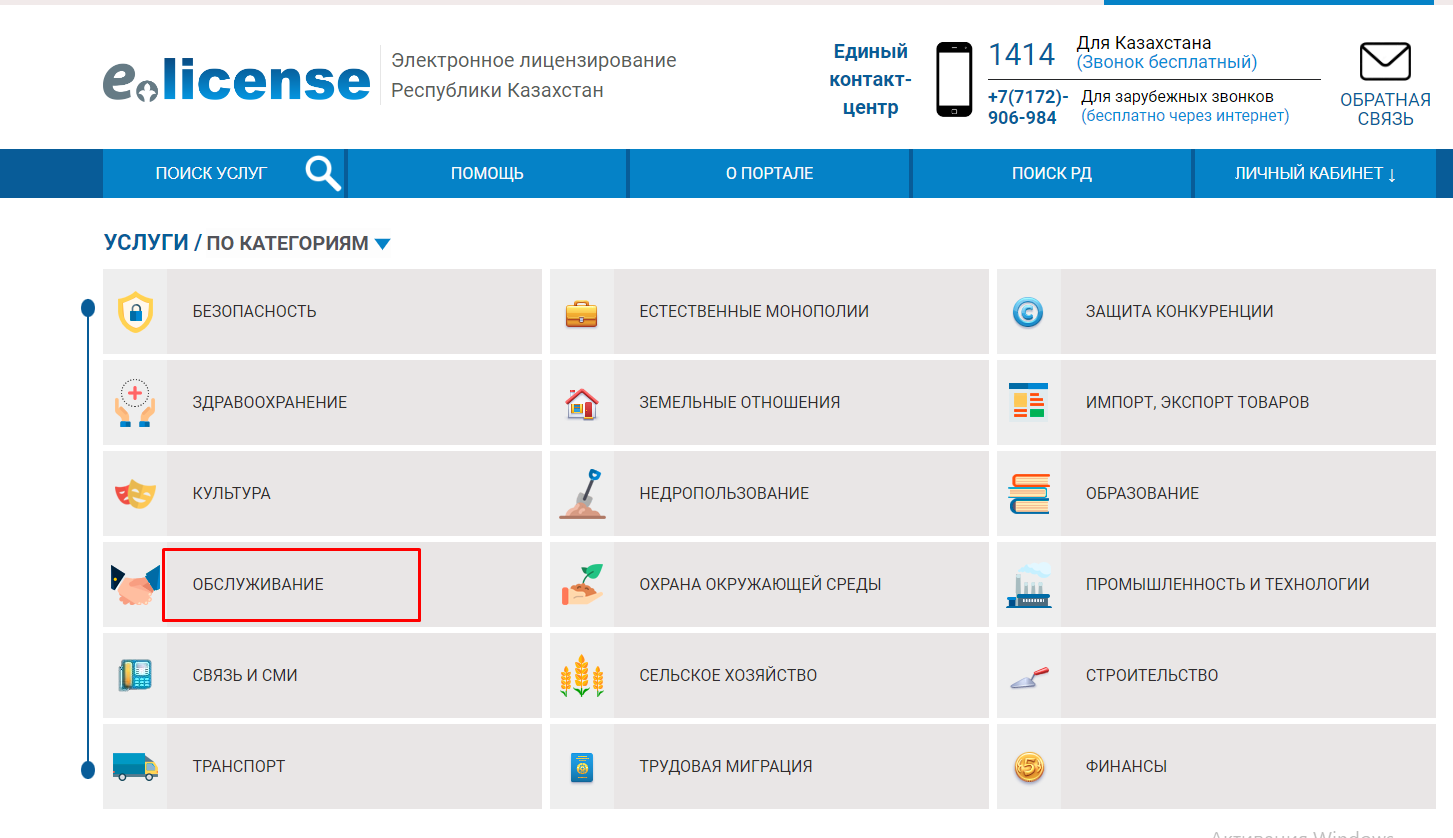 e.license
Электронное лицензирование
Республики Казахстан
Единый
контакт-
центр
1414
Для Казахстана
(Звонок бесплатный)
+7(7172)-
906-984
Для зарубежных звонков
(бесплатно через интернет)
ОБРАТНАЯ
СВЯЗЬ
ПОИСК УСЛУГ
ПОМОЩЬ
О ПОРТАЛЕ
ПОИСК РД
ЛИЧНЫЙ КАБИНЕТ ↓
УСЛУГИ / ПО КАТЕГОРИЯМ
БЕЗОПАСНОСТЬ
ЕСТЕСТВЕННЫЕ МОНОПОЛИИ
ЗАЩИТА КОНКУРЕНЦИИ
ЗДРАВООХРАНЕНИЕ
ЗЕМЕЛЬНЫЕ ОТНОШЕНИЯ
ИМПОРТ, ЭКСПОРТ ТОВАРОВ
КУЛЬТУРА
НЕДРОПОЛЬЗОВАНИЕ
ОБРАЗОВАНИЕ
ОБСЛУЖИВАНИЕ
ОХРАНА ОКРУЖАЮЩЕЙ СРЕДЫ
ПРОМЫШЛЕННОСТЬ И ТЕХНОЛОГИИ
СВЯЗЬ И СМИ
СЕЛЬСКОЕ ХОЗЯЙСТВО
СТРОИТЕЛЬСТВО
ТРАНСПОРТ
ТРУДОВАЯ МИГРАЦИЯ
ФИНАНСЫ
Активация Windows